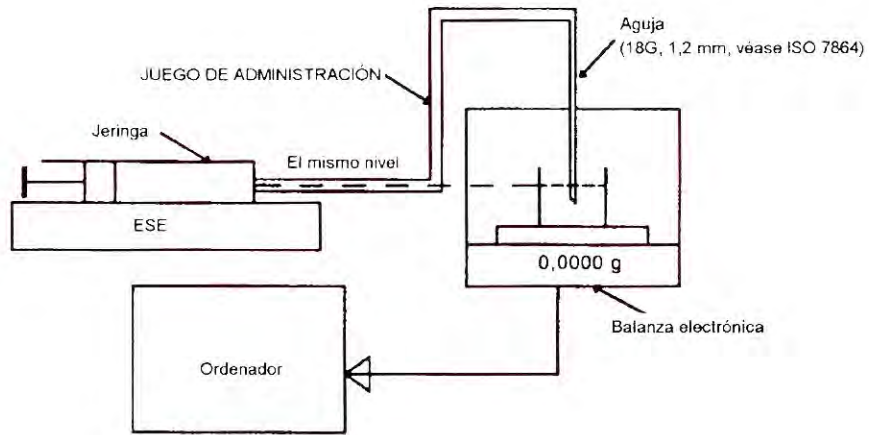 Aguja
(18G, 1,2 mm, véase ISO 7864)
JUEGO DE ADMINISTRACIÓN
Jeringa
El mismo nivel
ESE
0,0000 g
Balanza electrónica
Ordenador